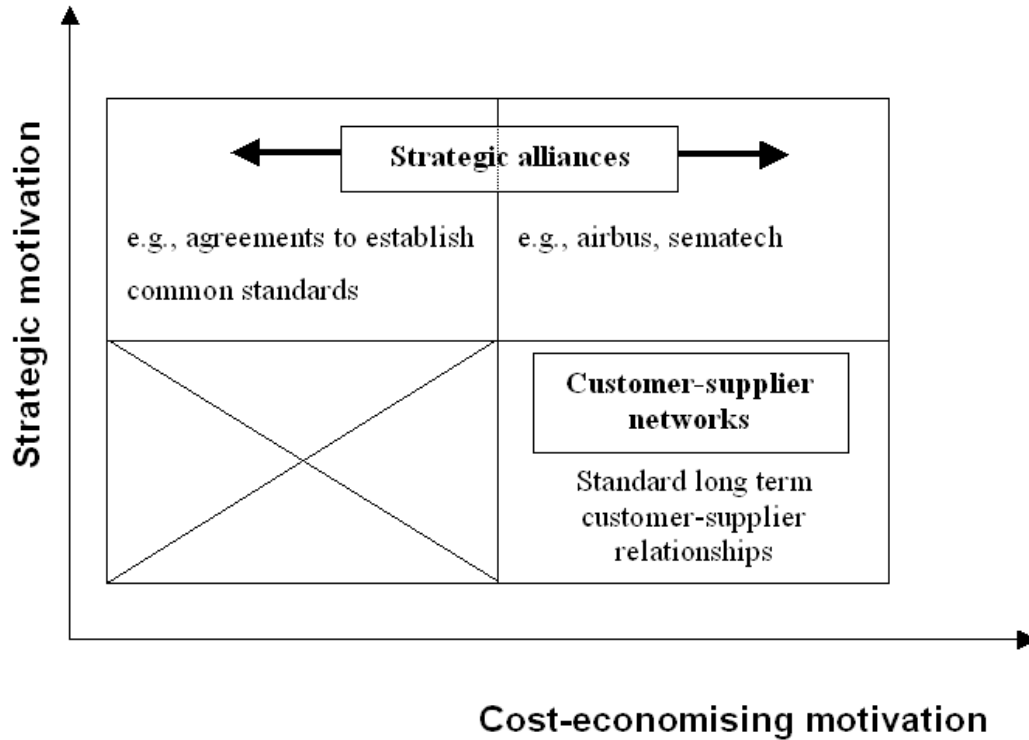 Strategic motivation
Strategic alliances
e.g., agreements to establish
common standards
e.g., airbus, sematech
Customer-supplier
networks
Standard long term
customer-supplier
relationships
Cost-economising motivation